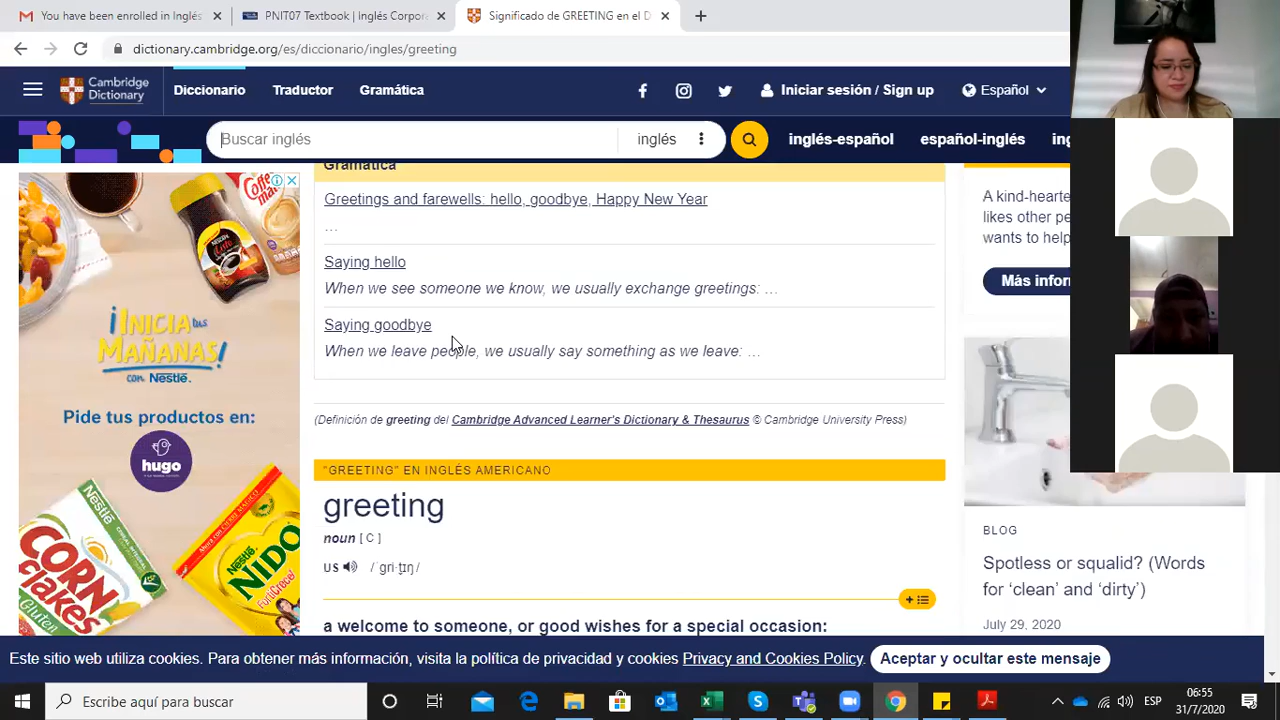 You have been enrolled in Inglés
PNIT07 Textbook | Inglés Corpor
Significado de GREETING en el D
dictionary.cambridge.org/es/diccionario/ingles/greeting
Cambridge
Dictionary
Diccionario
Traductor
Gramática
Iniciar sesión / Sign up
Español
Buscar inglés
inglés
inglés-español
español-inglés
ing
Gramática
Greetings and farewells: hello, goodbye, Happy New Year
…
Saying hello
When we see someone we know, we usually exchange greetings: …
Saying goodbye
When we leave people, we usually say something as we leave: …
(Definición de greeting del Cambridge Advanced Learner's Dictionary & Thesaurus © Cambridge University Press)
"GREETING" EN INGLÉS AMERICANO
greeting
noun [ C ]
US /ˈɡri·t̬ɪŋ/
a welcome to someone, or good wishes for a special occasion:
¡INICIA tus
MAÑANAS!
con Nestlé.
Pide tus productos en:
hugo
Nestlé
CORN
flakes
Gluten
NIDO
FortiCrece
NESCAFÉ
Coffee
mate
A kind-hearte
likes other pe
wants to help
Más infor
BLOG
Spotless or squalid? (Words
for 'clean' and 'dirty')
July 29, 2020
Este sitio web utiliza cookies. Para obtener más información, visita la política de privacidad y cookies Privacy and Cookies Policy.
Aceptar y ocultar este mensaje
Escribe aquí para buscar
ESP
06:55
31/7/2020